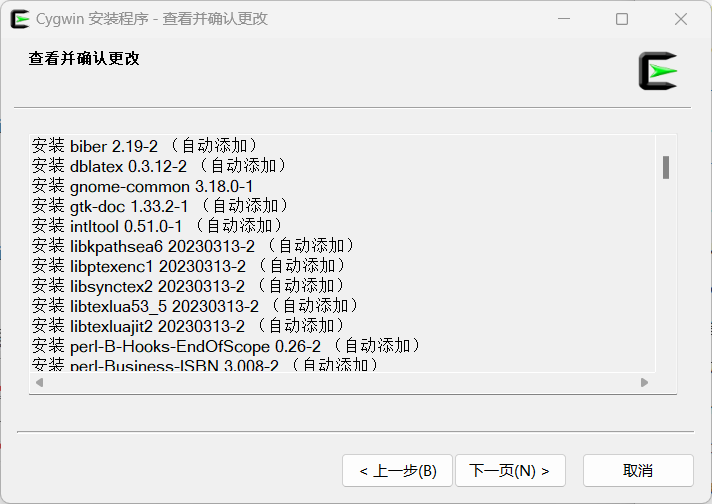 Cygwin 安装程序 - 查看并确认更改
查看并确认更改
安装 biber 2.19-2 （自动添加）
安装 dblatex 0.3.12-2 （自动添加）
安装 gnome-common 3.18.0-1
安装 gtk-doc 1.33.2-1 （自动添加）
安装 intltool 0.51.0-1 （自动添加）
安装 libkpathsea6 20230313-2 （自动添加）
安装 libptexenc1 20230313-2 （自动添加）
安装 libsynctex2 20230313-2 （自动添加）
安装 libtexlua53_5 20230313-2 （自动添加）
安装 libtexluajit2 20230313-2 （自动添加）
安装 perl-B-Hooks-EndOfScope 0.26-2 （自动添加）
安装 perl-Business-ISBN 3.008-2 （自动添加）
< 上一步(B)
下一页(N) >
取消